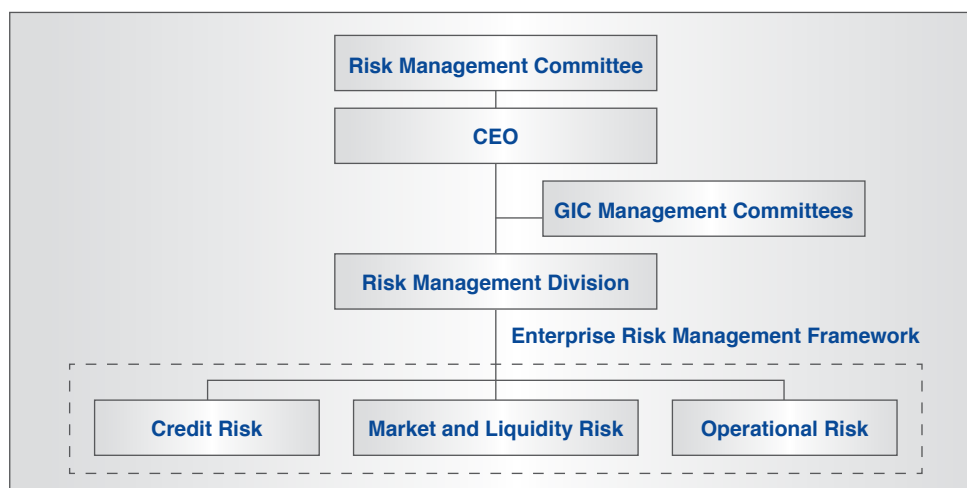 Risk Management Committee
CEO
GIC Management Committees
Risk Management Division
Enterprise Risk Management Framework
Credit Risk
Market and Liquidity Risk
Operational Risk